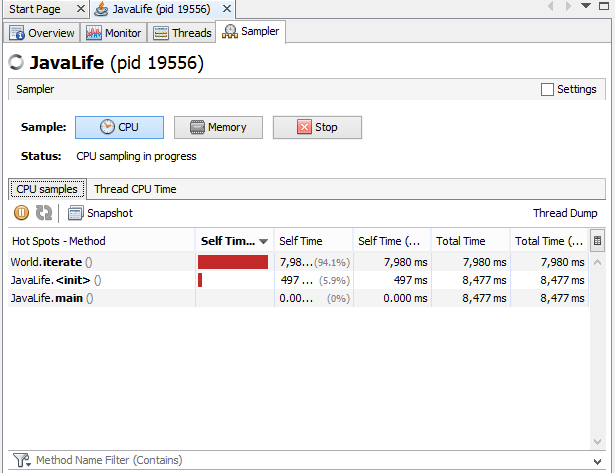 Start Page JavaLife (pid 19556)
Overview Monitor Threads Sampler
JavaLife (pid 19556)
Sampler Settings
Sample: CPU Memory Stop
Status: CPU sampling in progress
CPU samples Thread CPU Time
Snapshot Thread Dump
Hot Spots - Method Self Tim... Self Time Self Time (... Total Time Total Time (...
World.iterate () 7,98... (94.1%) 7,980 ms 7,980 ms 7,980 ms
JavaLife.<init> () 497 ... (5.9%) 497 ms 8,477 ms 8,477 ms
JavaLife.main () 0.00... (0%) 0.000 ms 8,477 ms 8,477 ms
Method Name Filter (Contains)